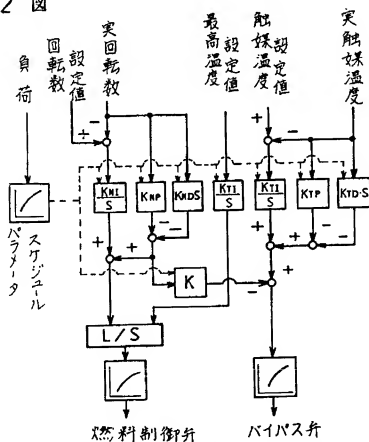 2 図
負荷
回転数
設定値
実回転数
最高温度
設定値
触媒温度
設定値
実触媒温度
÷ -
-
+
-
KNI
S
KNP
KNDS
KTI
S
KTI
S
KTP
KTD·S
パラメータ
スケジュール
+
-
-
+
+
-
-
+
+
K
+
-
L/S
燃料制御弁
バイパス弁